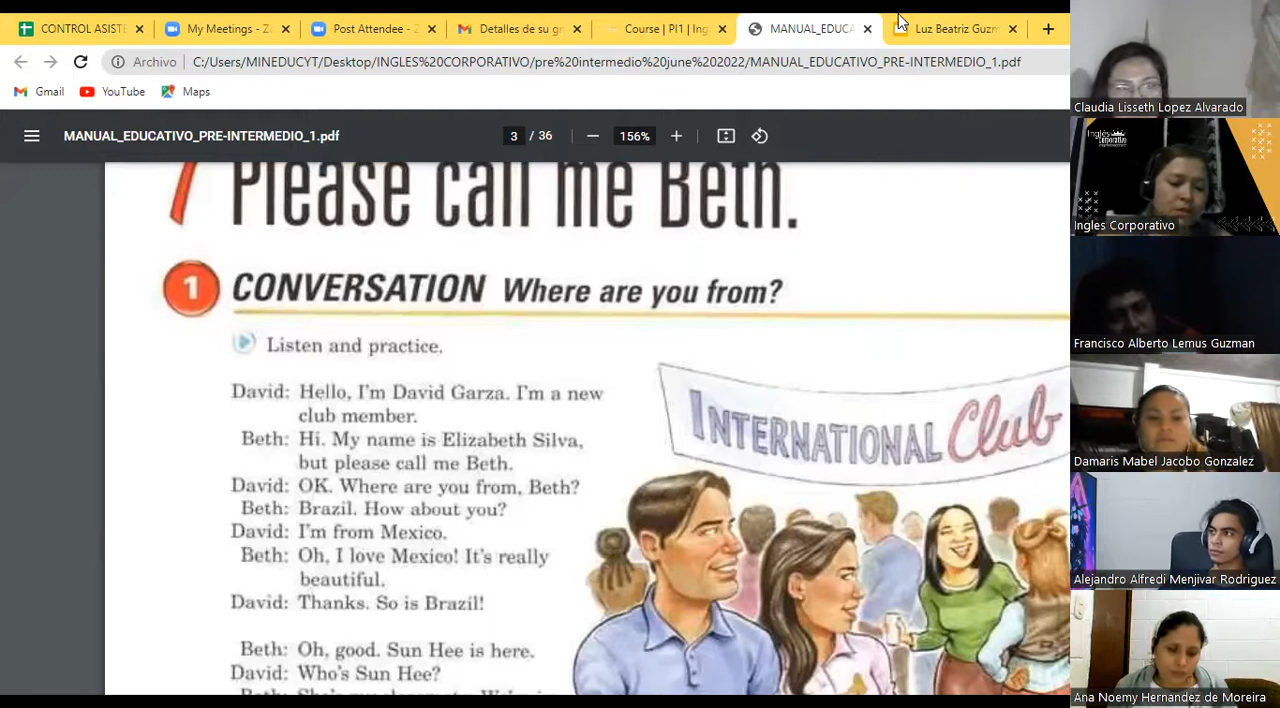 CONTROL ASIST
My Meetings - Zo
Post Attendee - Z
Detalles de su gr
Course | PI1 | Ing
MANUAL_EDUCA
Luz Beatriz Guzm
Archivo
C:/Users/MINEDUCYT/Desktop/INGLES%20CORPORATIVO/pre%20intermedio%20june%202022/MANUAL_EDUCATIVO_PRE-INTERMEDIO_1.pdf
Gmail
YouTube
Maps
MANUAL_EDUCATIVO_PRE-INTERMEDIO_1.pdf
3 / 36
156%
Please call me Beth.
1 CONVERSATION Where are you from?
Listen and practice.
David: Hello, I'm David Garza. I'm a new
club member.
Beth: Hi. My name is Elizabeth Silva,
but please call me Beth.
David: OK. Where are you from, Beth?
Beth: Brazil. How about you?
David: I'm from Mexico.
Beth: Oh, I love Mexico! It's really
beautiful.
David: Thanks. So is Brazil!
Beth: Oh, good. Sun Hee is here.
David: Who's Sun Hee?
INTERNATIONAL Club
Claudia Lisseth Lopez Alvarado
Inglés
Corporativo
Ingles Corporativo
Francisco Alberto Lemus Guzman
Damaris Mabel Jacobo Gonzalez
Alejandro Alfredi Menjivar Rodriguez
Ana Noemy Hernandez de Moreira